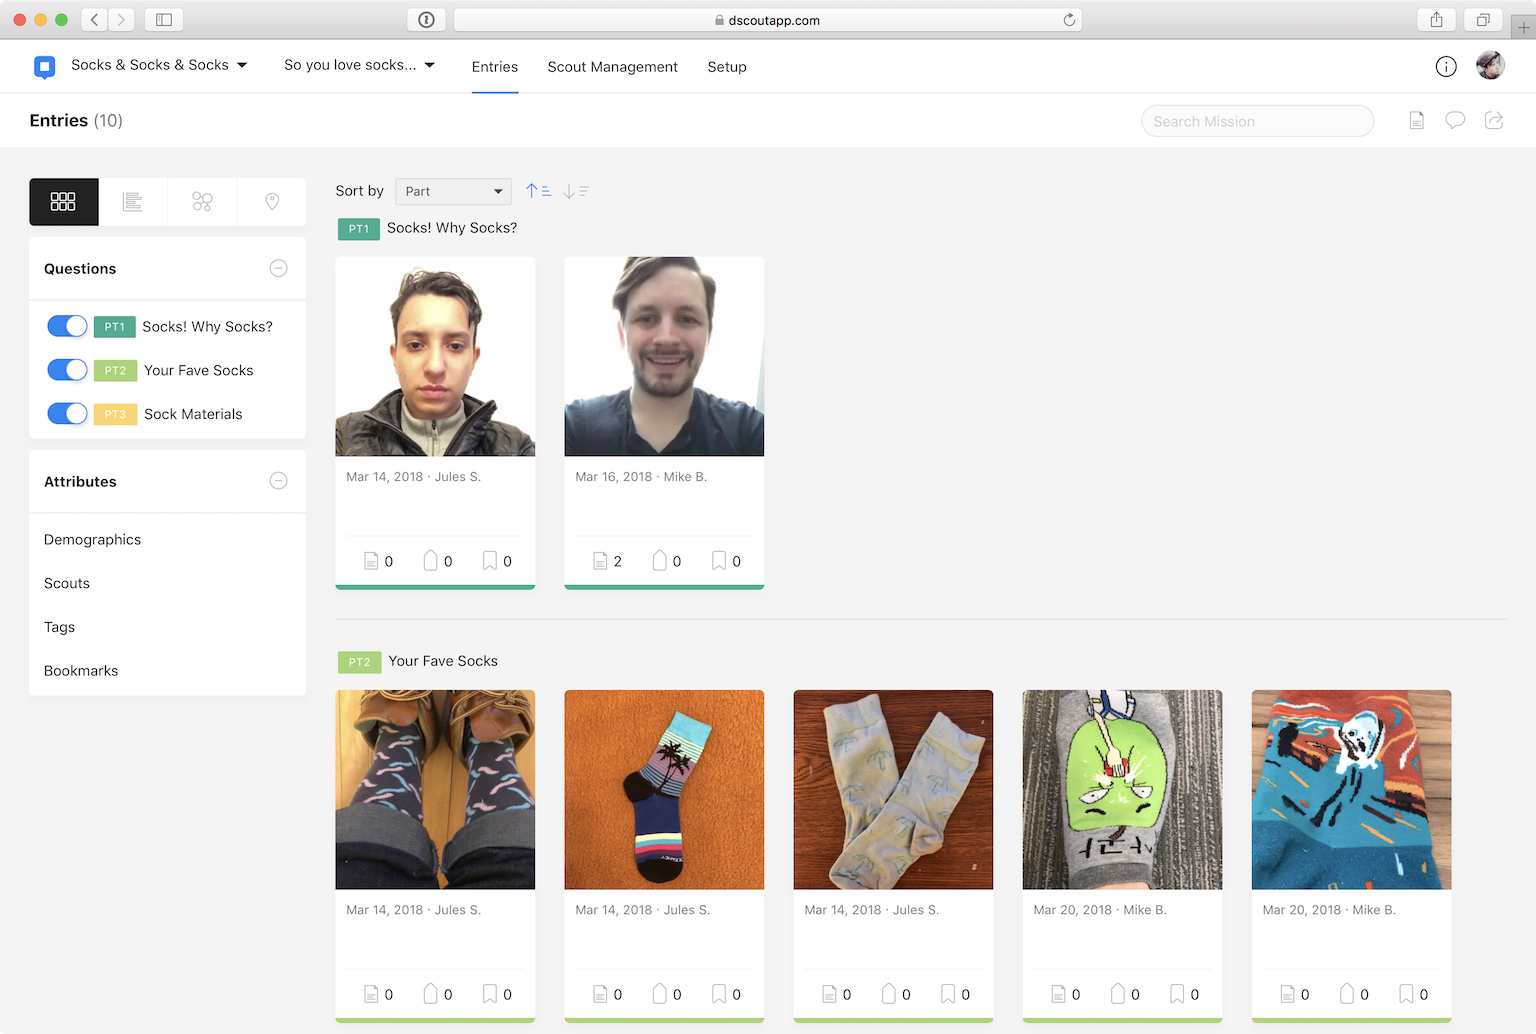 dscoutapp.com
Socks & Socks & Socks
So you love socks...
Entries
Scout Management
Setup
Entries (10)
Search Mission
Sort by
Part
PT1 Socks! Why Socks?
Questions
PT1 Socks! Why Socks?
PT2 Your Fave Socks
PT3 Sock Materials
Attributes
Demographics
Scouts
Tags
Bookmarks
Mar 14, 2018 · Jules S.
0 0 0
Mar 16, 2018 · Mike B.
2 0 0
PT2 Your Fave Socks
Mar 14, 2018 · Jules S.
0 0 0
Mar 14, 2018 · Jules S.
0 0 0
Mar 14, 2018 · Jules S.
0 0 0
Mar 20, 2018 · Mike B.
0 0 0
Mar 20, 2018 · Mike B.
0 0 0